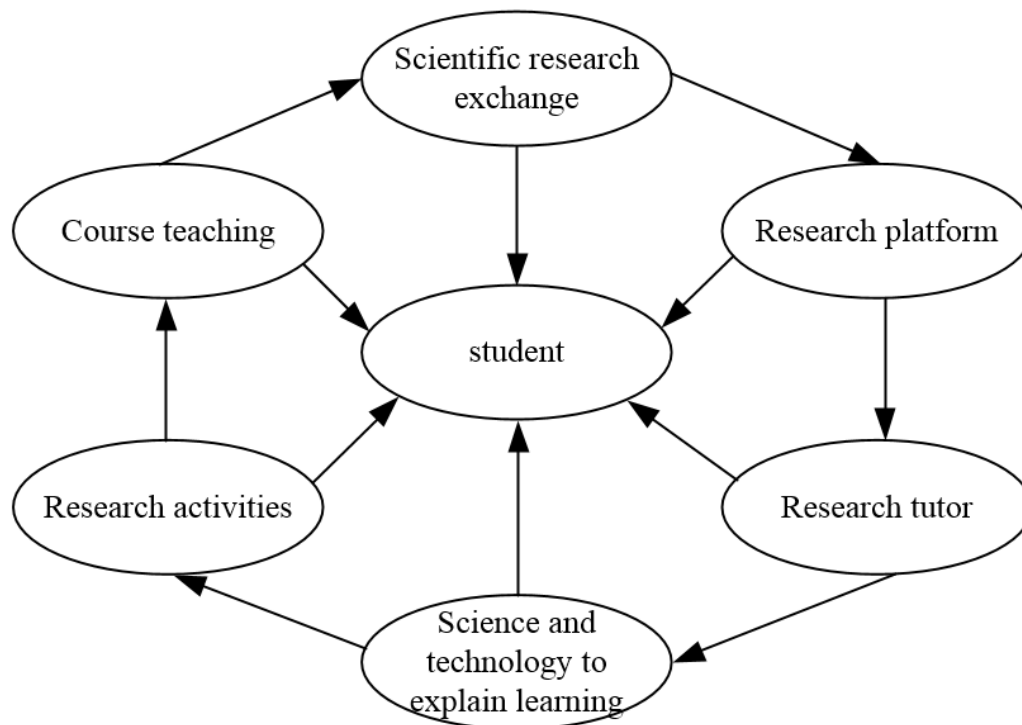 Scientific research
exchange
Course teaching
Research platform
student
Research activities
Research tutor
Science and
technology to
explain learning